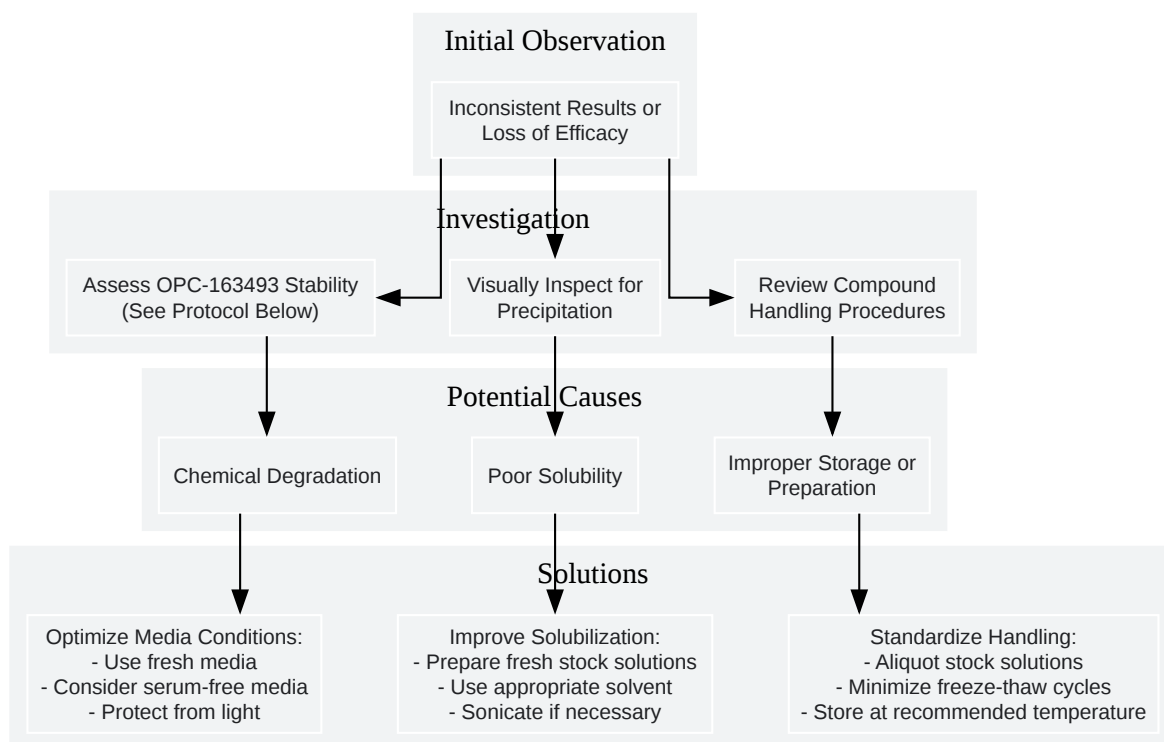 Initial Observation
Inconsistent Results or
Loss of Efficacy
Investigation
Assess OPC-163493 Stability
(See Protocol Below)
Visually Inspect for
Precipitation
Review Compound
Handling Procedures
Potential Causes
Chemical Degradation
Poor Solubility
Improper Storage or
Preparation
Solutions
Optimize Media Conditions:
- Use fresh media
- Consider serum-free media
- Protect from light
Improve Solubilization:
- Prepare fresh stock solutions
- Use appropriate solvent
- Sonicate if necessary
Standardize Handling:
- Aliquot stock solutions
- Minimize freeze-thaw cycles
- Store at recommended temperature